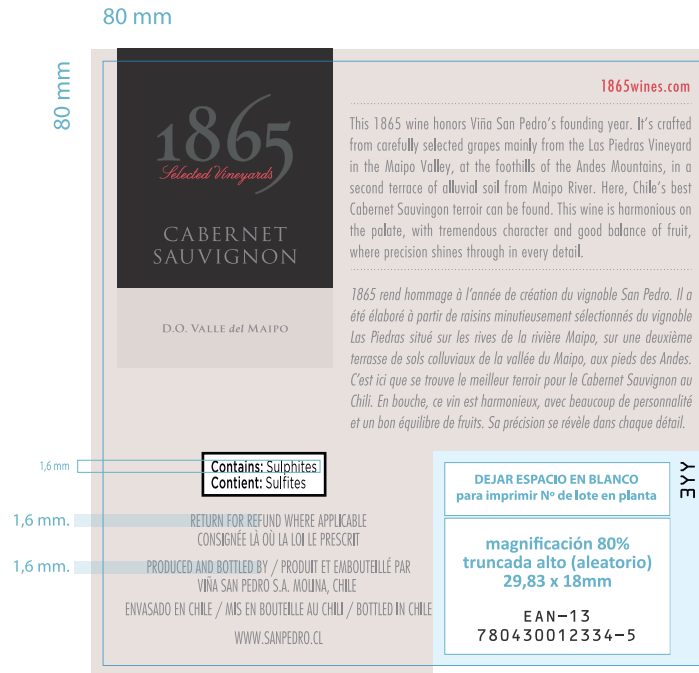 80 mm
80 mm
1865
Selected Vineyards
CABERNET
SAUVIGNON
D.O. VALLE del MAIPO
1865wines.com
This 1865 wine honors Viña San Pedro's founding year. It's crafted
from carefully selected grapes mainly from the Las Piedras Vineyard
in the Maipo Valley, at the foothills of the Andes Mountains, in a
second terrace of alluvial soil from Maipo River. Here, Chile's best
Cabernet Sauvingon terroir can be found. This wine is harmonious on
the palate, with tremendous character and good balance of fruit,
where precision shines through in every detail.
1865 rend hommage à l'année de création du vignoble San Pedro. Il a
été élaboré à partir de raisins minutieusement sélectionnés du vignoble
Las Piedras situé sur les rives de la rivière Maipo, sur une deuxième
terrasse de sols colluviaux de la vallée du Maipo, aux pieds des Andes.
C'est ici que se trouve le meilleur terroir pour le Cabernet Sauvignon au
Chili. En bouche, ce vin est harmonieux, avec beaucoup de personnalité
et un bon équilibre de fruits. Sa précision se révèle dans chaque détail.
1,6 mm
Contains: Sulphites
Contient: Sulfites
1,6 mm.
RETURN FOR REFUND WHERE APPLICABLE
CONSIGNÉE LÀ OÙ LA LOI LE PRESCRIT
1,6 mm.
PRODUCED AND BOTTLED BY / PRODUIT ET EMBOUTEILLÉ PAR
VIÑA SAN PEDRO S.A. MOLINA, CHILE
ENVASADO EN CHILE / MIS EN BOUTEILLE AU CHILI / BOTTLED IN CHILE
WWW.SANPEDRO.CL
DEJAR ESPACIO EN BLANCO
para imprimir Nº de lote en planta
3YY
magnificación 80%
truncada alto (aleatorio)
29,83 x 18mm
EAN-13
780430012334-5